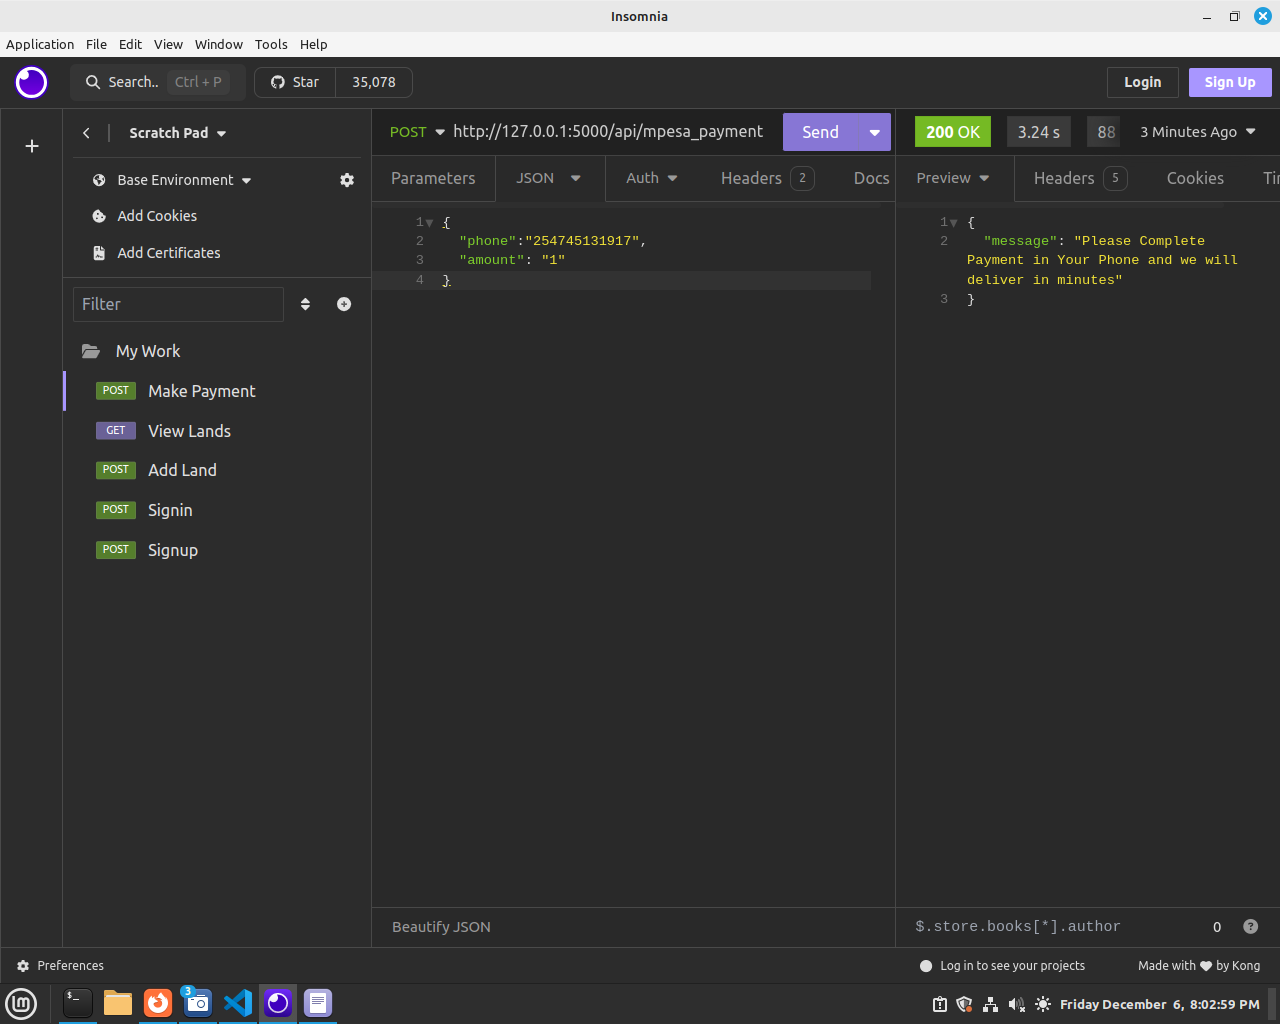 Insomnia
Application File Edit View Window Tools Help
Search.. Ctrl + P Star 35,078 Login Sign Up
Scratch Pad
Base Environment
Add Cookies
Add Certificates
Filter
My Work
POST Make Payment
GET View Lands
POST Add Land
POST Signin
POST Signup
POST http://127.0.0.1:5000/api/mpesa_payment Send
Parameters JSON Auth Headers 2 Docs
1 {
2 "phone":"254745131917",
3 "amount": "1"
4 }
Beautify JSON
200 OK 3.24 s 88 3 Minutes Ago
Preview Headers 5 Cookies
1 {
2 "message": "Please Complete
Payment in Your Phone and we will
deliver in minutes"
3 }
$.store.books[*].author 0 ?
Preferences Log in to see your projects Made with ♥ by Kong
3 Friday December 6, 8:02:59 PM